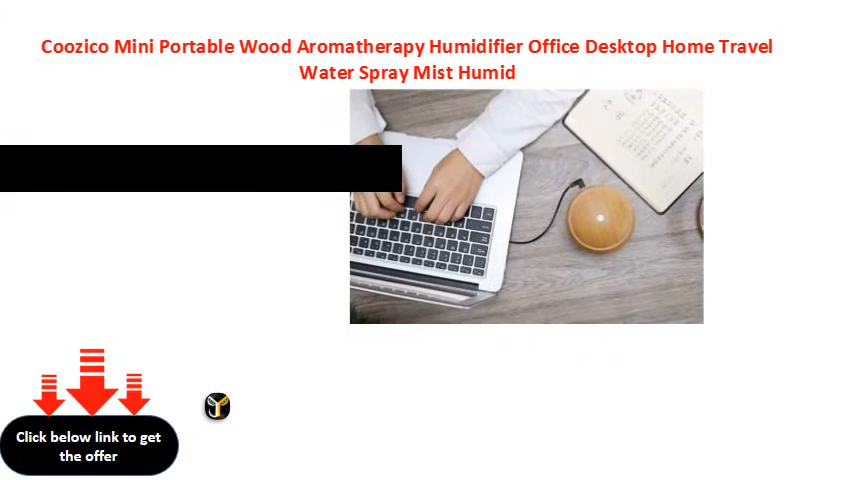 Coozico Mini Portable Wood Aromatherapy Humidifier Office Desktop Home Travel
Water Spray Mist Humid
Click below link to get
the offer